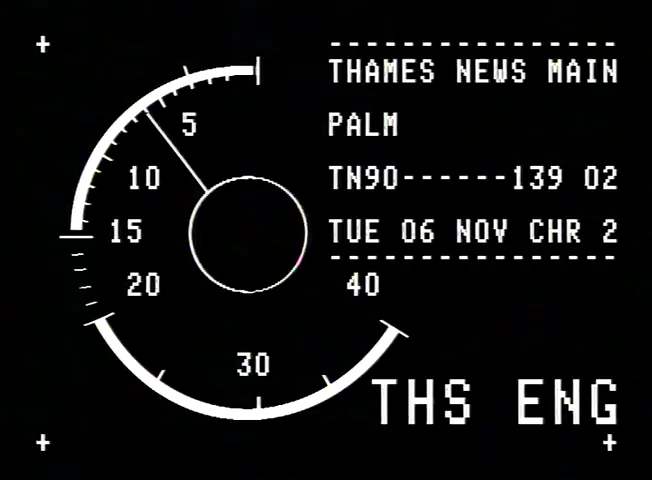 THAMES NEWS MAIN
PALM
TN90------139 02
TUE 06 NOV CHR 2
5
10
15
20
30
40
THS ENG